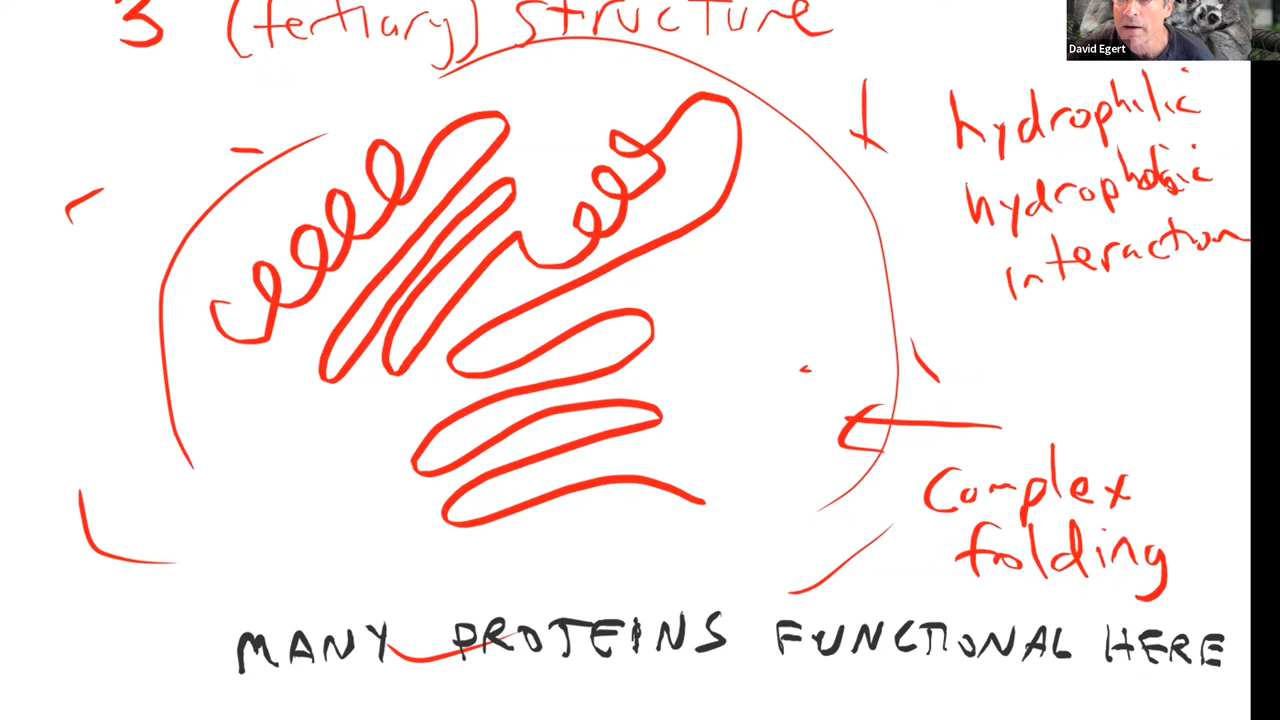 3 (tertiary) structure
David Egert
hydrophilic
hydrophobic
interaction
Complex
folding
MANY PROTEINS FUNCTIONAL HERE